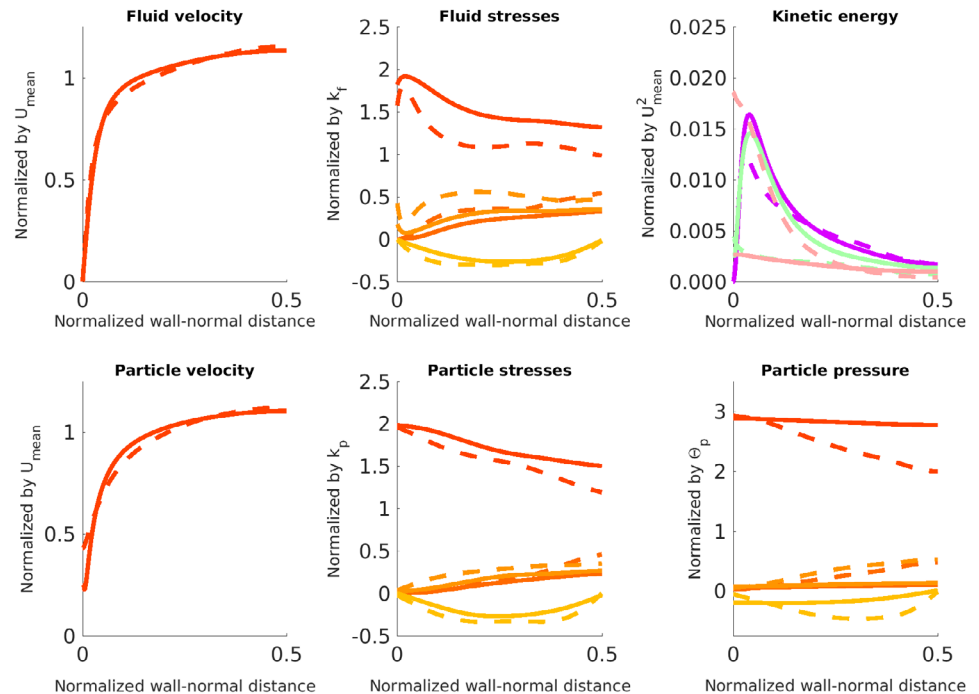 Fluid velocity
Normalized by U_mean
1
0.5
0
0
0.5
Normalized wall-normal distance
Fluid stresses
Normalized by k_f
2.5
2
1.5
1
0.5
0
-0.5
0
0.5
Normalized wall-normal distance
Kinetic energy
Normalized by U²_mean
0.025
0.020
0.015
0.010
0.005
0.000
0
0.5
Normalized wall-normal distance
Particle velocity
Normalized by U_mean
1
0.5
0
0
0.5
Normalized wall-normal distance
Particle stresses
Normalized by k_p
2.5
2
1.5
1
0.5
0
-0.5
0
0.5
Normalized wall-normal distance
Particle pressure
Normalized by Θ_p
3
2
1
0
0
0.5
Normalized wall-normal distance